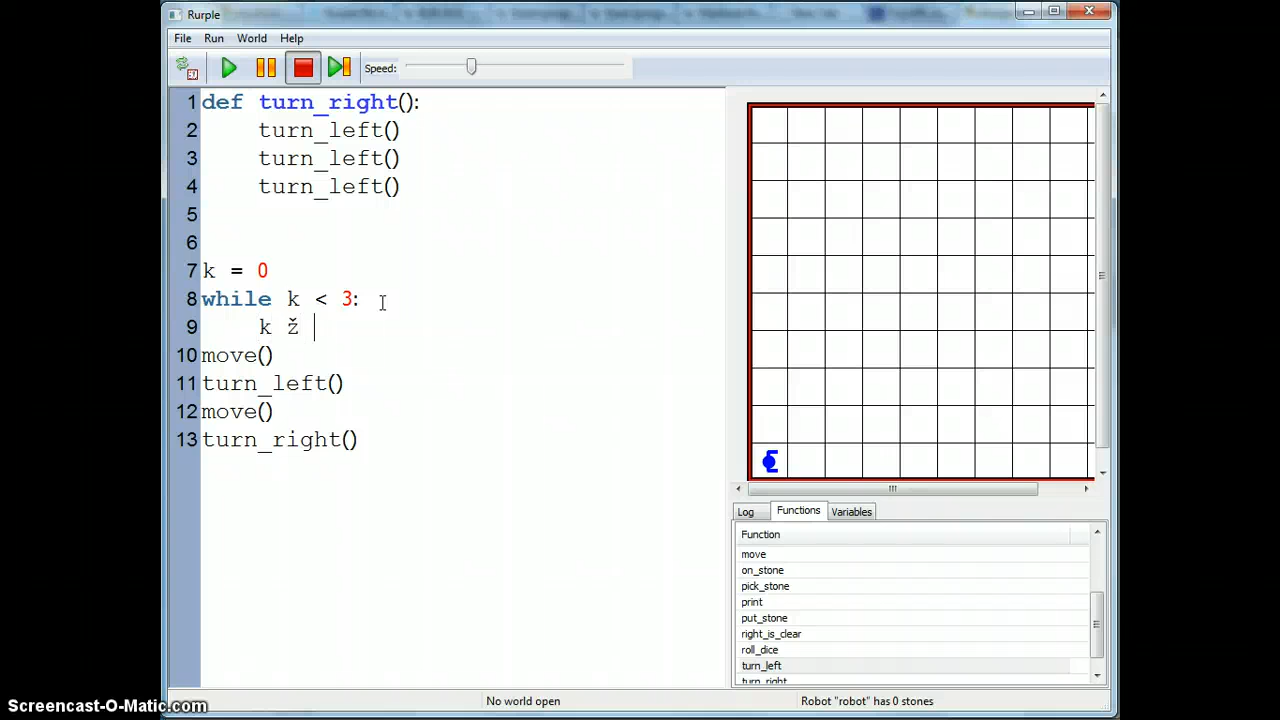 Rurple
File Run World Help
Speed:
1 def turn_right():
2 turn_left()
3 turn_left()
4 turn_left()
5
6
7 k = 0
8 while k < 3:
9 k ž
10 move()
11 turn_left()
12 move()
13 turn_right()
Log Functions Variables
Function
move
on_stone
pick_stone
print
put_stone
right_is_clear
roll_dice
turn_left
turn_right
No world open
Robot "robot" has 0 stones
Screencast-O-Matic.com